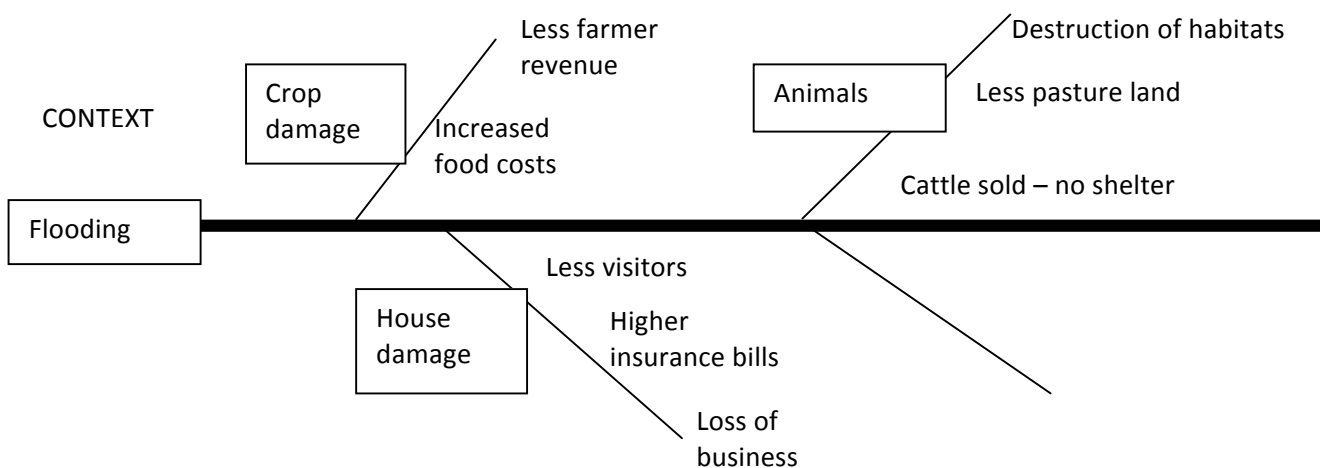 CONTEXT
Flooding
Crop
damage
Less farmer
revenue
Increased
food costs
Animals
Destruction of habitats
Less pasture land
Cattle sold – no shelter
House
damage
Less visitors
Higher
insurance bills
Loss of
business